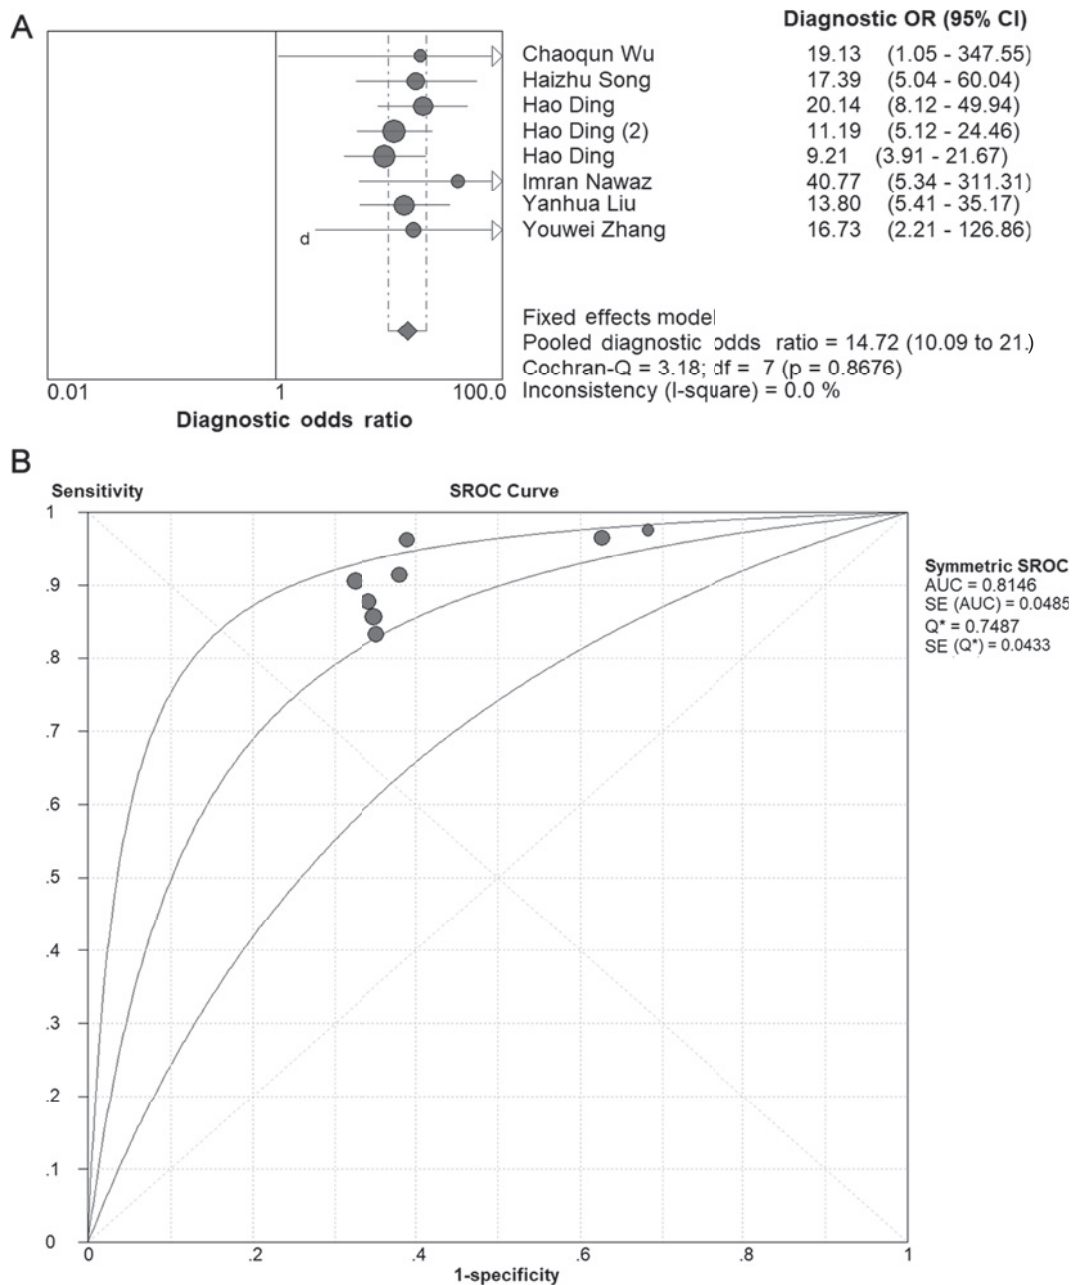 A
Diagnostic OR (95% CI)
Chaoqun Wu 19.13 (1.05 - 347.55)
Haizhu Song 17.39 (5.04 - 60.04)
Hao Ding 20.14 (8.12 - 49.94)
Hao Ding (2) 11.19 (5.12 - 24.46)
Hao Ding 9.21 (3.91 - 21.67)
Imran Nawaz 40.77 (5.34 - 311.31)
Yanhua Liu 13.80 (5.41 - 35.17)
Youwei Zhang 16.73 (2.21 - 126.86)
d
Fixed effects model
Pooled diagnostic odds ratio = 14.72 (10.09 to 21.)
Cochran-Q = 3.18; df = 7 (p = 0.8676)
Inconsistency (I-square) = 0.0 %
0.01 1 100.0
Diagnostic odds ratio
B
Sensitivity SROC Curve
1
.9
.8
.7
.6
.5
.4
.3
.2
.1
0
Symmetric SROC
AUC = 0.8146
SE (AUC) = 0.0485
Q* = 0.7487
SE (Q*) = 0.0433
0 .2 .4 .6 .8 1
1-specificity